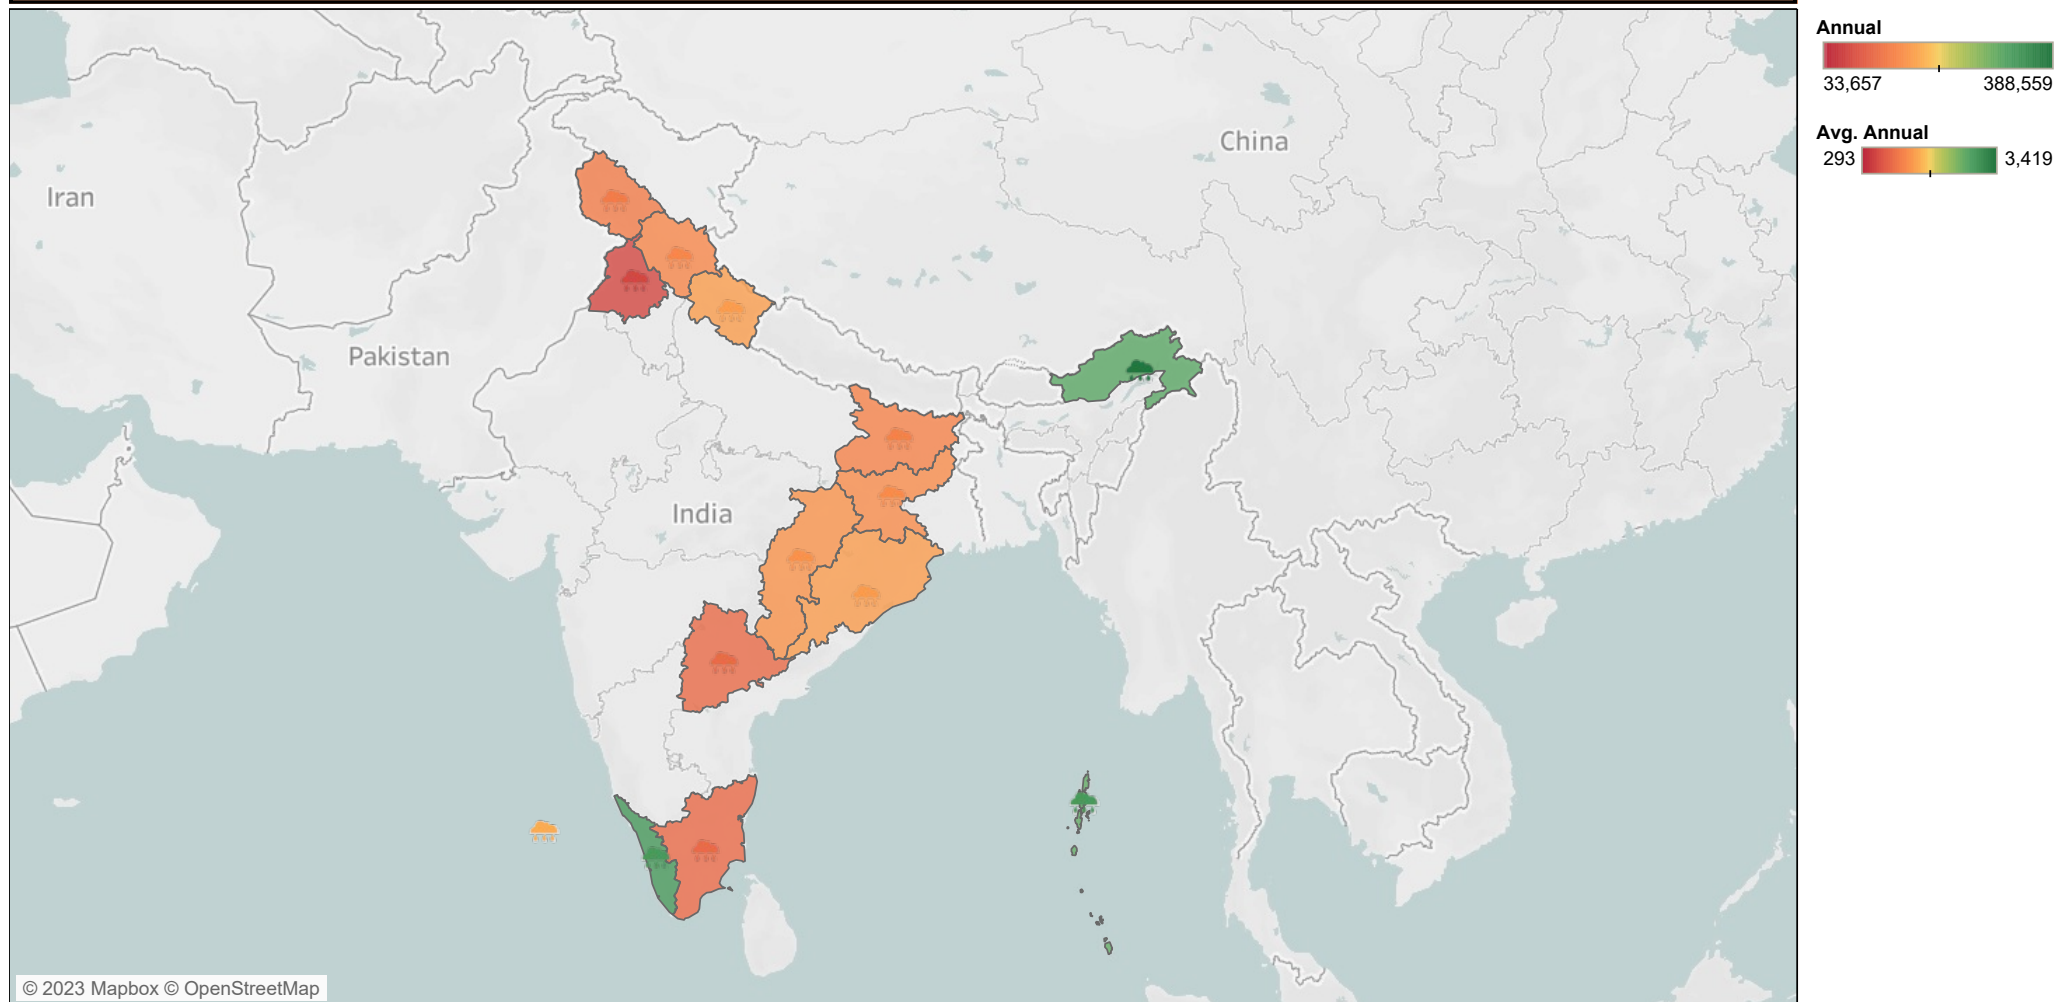 Annual
33,657 388,559
Avg. Annual
293 3,419
China
Iran
Pakistan
India
© 2023 Mapbox © OpenStreetMap